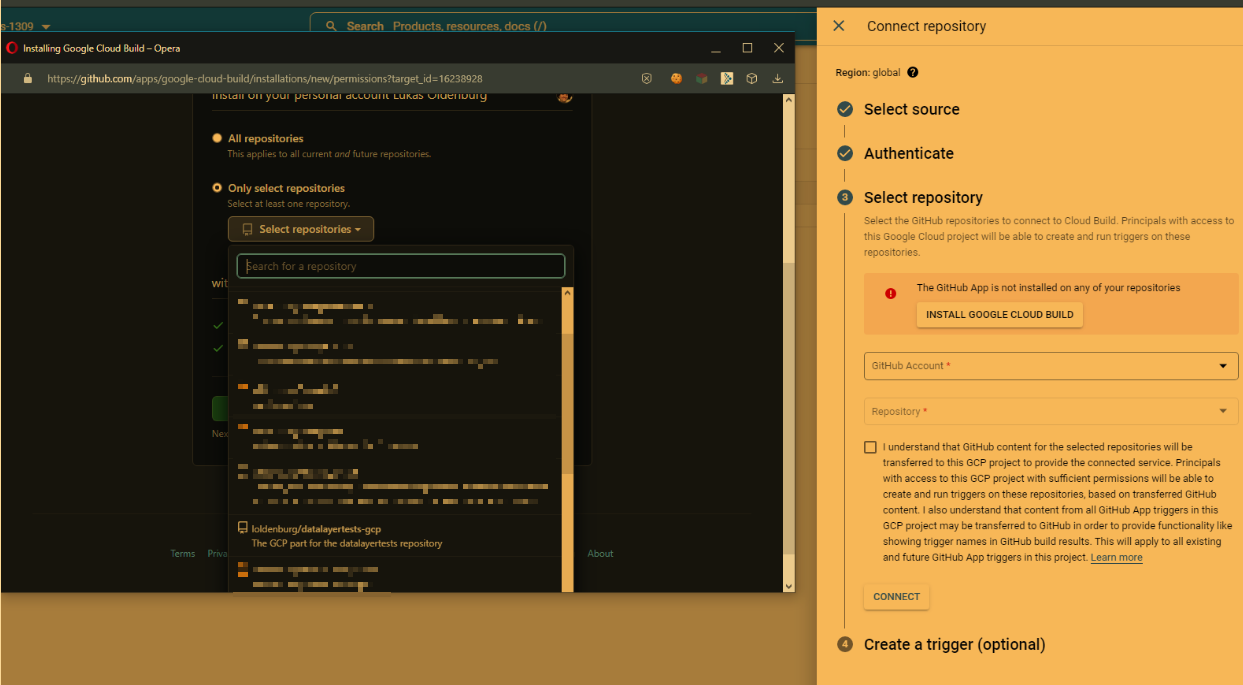 s-1309
Search Products, resources, docs (/)
Installing Google Cloud Build – Opera
https://github.com/apps/google-cloud-build/installations/new/permissions?target_id=16238928
Install on your personal account Lukas Oldenburg
All repositories
This applies to all current and future repositories.
Only select repositories
Select at least one repository.
Select repositories
Search for a repository
wit
loldenburg/datalayertests-gcp
The GCP part for the datalayertests repository
Nex
Terms
Priva
About
Connect repository
Region: global
Select source
Authenticate
3 Select repository
Select the GitHub repositories to connect to Cloud Build. Principals with access to
this Google Cloud project will be able to create and run triggers on these
repositories.
The GitHub App is not installed on any of your repositories
INSTALL GOOGLE CLOUD BUILD
GitHub Account *
Repository *
I understand that GitHub content for the selected repositories will be
transferred to this GCP project to provide the connected service. Principals
with access to this GCP project with sufficient permissions will be able to
create and run triggers on these repositories, based on transferred GitHub
content. I also understand that content from all GitHub App triggers in this
GCP project may be transferred to GitHub in order to provide functionality like
showing trigger names in GitHub build results. This will apply to all existing
and future GitHub App triggers in this project. Learn more
CONNECT
4 Create a trigger (optional)